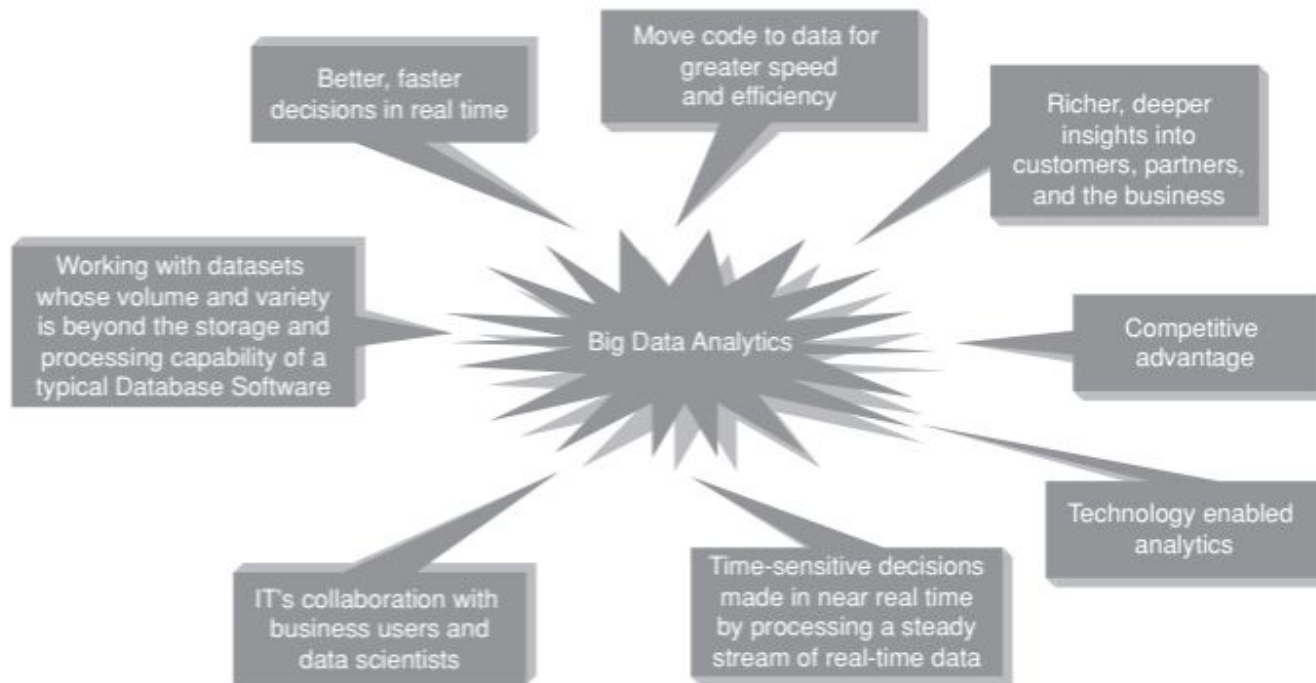 Better, faster
decisions in real time
Move code to data for
greater speed
and efficiency
Richer, deeper
insights into
customers, partners,
and the business
Working with datasets
whose volume and variety
is beyond the storage and
processing capability of a
typical Database Software
Big Data Analytics
Competitive
advantage
Technology enabled
analytics
IT's collaboration with
business users and
data scientists
Time-sensitive decisions
made in near real time
by processing a steady
stream of real-time data